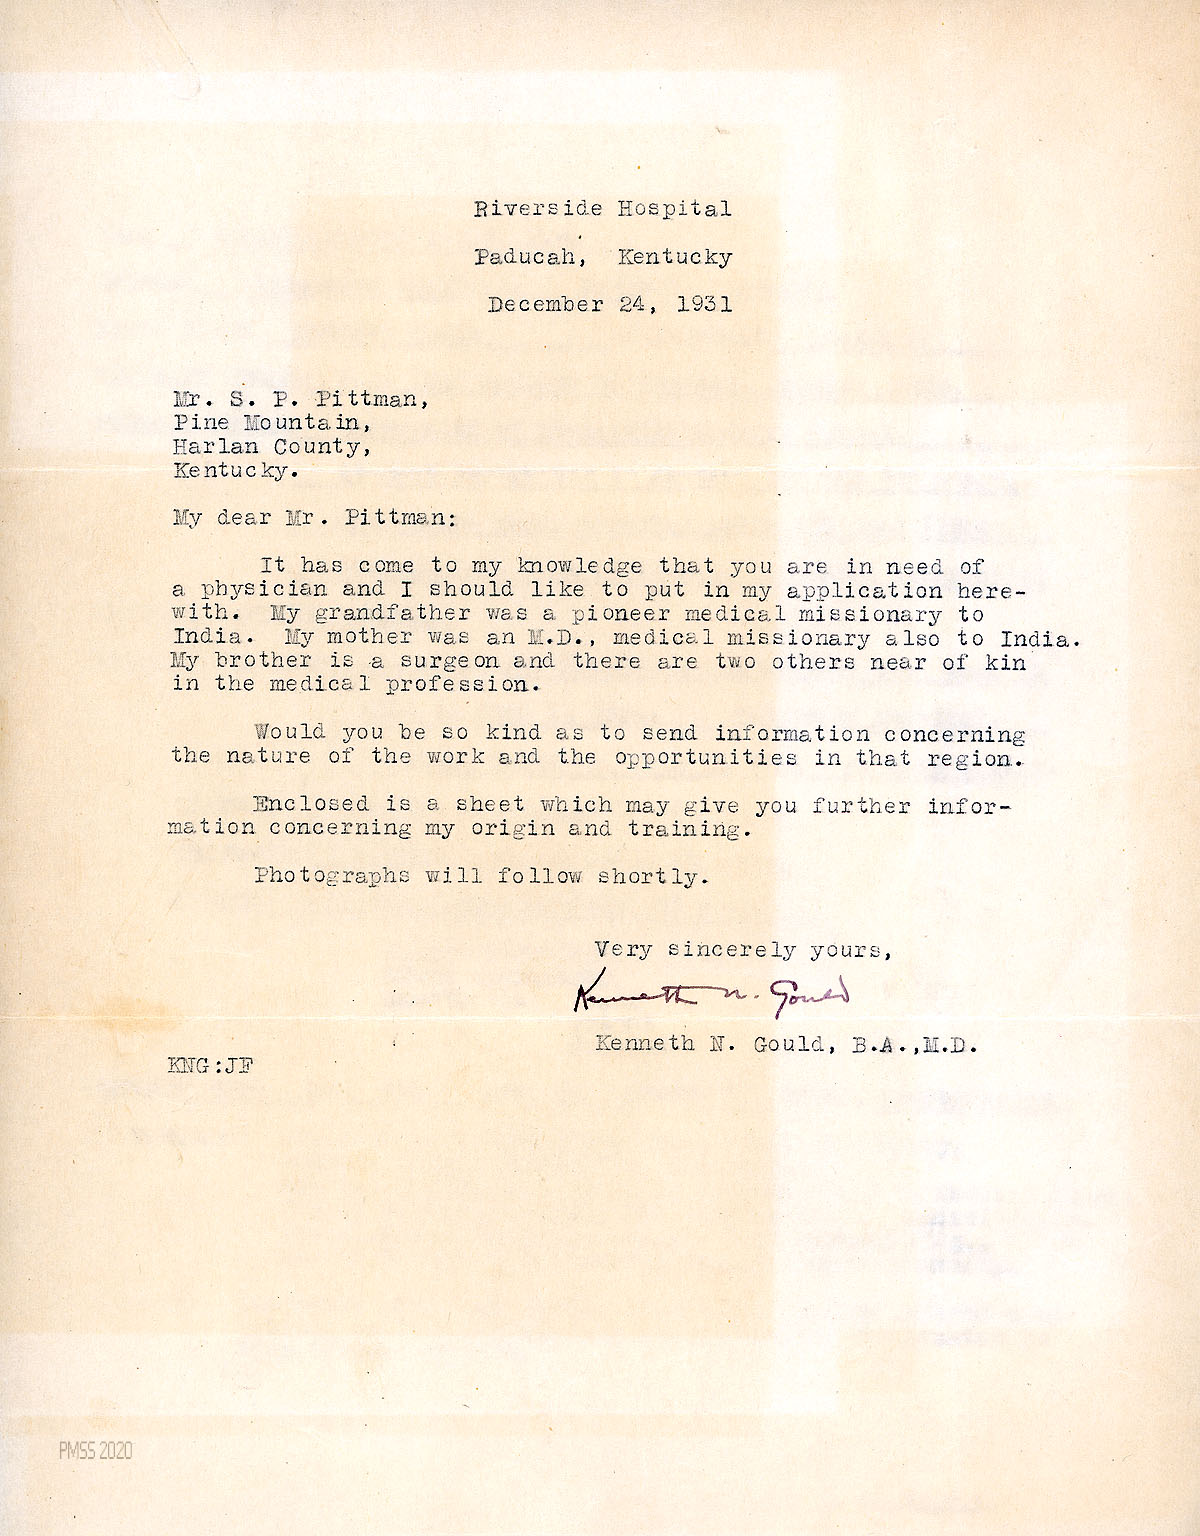 Riverside Hospital
Paducah, Kentucky
December 24, 1931
Mr. S. P. Pittman,
Pine Mountain,
Harlan County,
Kentucky.
My dear Mr. Pittman:
It has come to my knowledge that you are in need of
a physician and I should like to put in my application here-
with. My grandfather was a pioneer medical missionary to
India. My mother was an M.D., medical missionary also to India.
My brother is a surgeon and there are two others near of kin
in the medical profession.
Would you be so kind as to send information concerning
the nature of the work and the opportunities in that region.
Enclosed is a sheet which may give you further infor-
mation concerning my origin and training.
Photographs will follow shortly.
Very sincerely yours,
Kenneth N. Gould
Kenneth N. Gould, B.A.,M.D.
KNG:JF
PMSS 2020